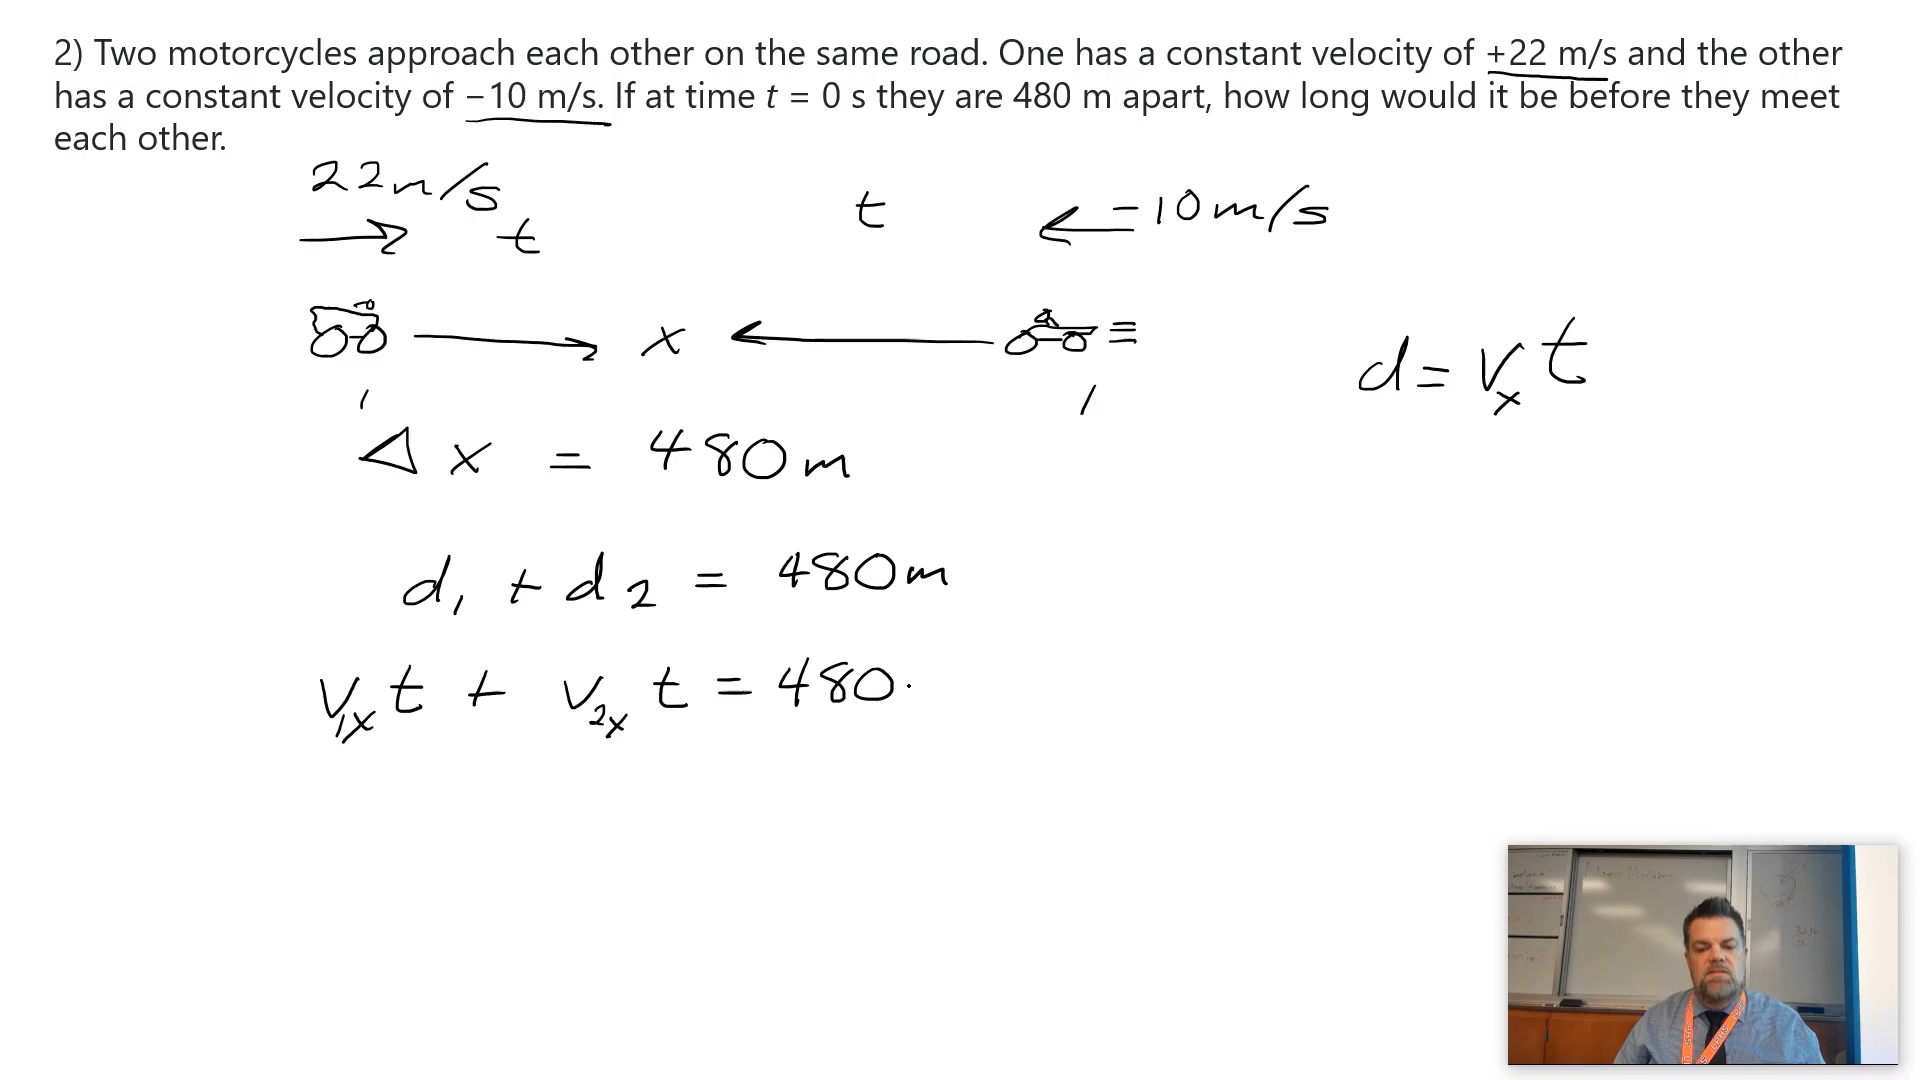 2) Two motorcycles approach each other on the same road. One has a constant velocity of +22 m/s and the other
has a constant velocity of −10 m/s. If at time t = 0 s they are 480 m apart, how long would it be before they meet
each other.
22m/s
t
t
-10m/s
x
d = vₓ t
Δx = 480m
d₁ + d₂ = 480m
v₁ₓ t + v₂ₓ t = 480.